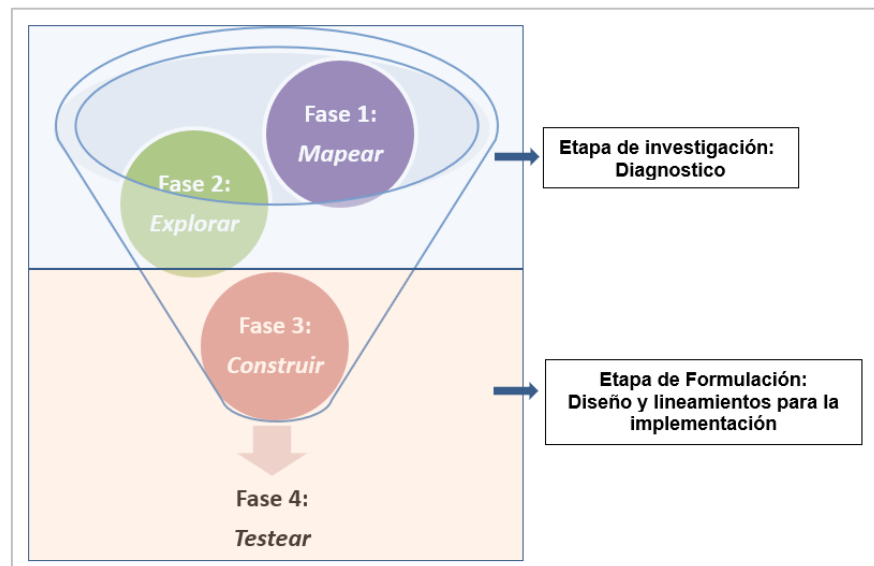 Fase 1:
Mapear
Fase 2:
Explorar
Etapa de investigación:
Diagnostico
Fase 3:
Construir
Etapa de Formulación:
Diseño y lineamientos para la
implementación
Fase 4:
Testear